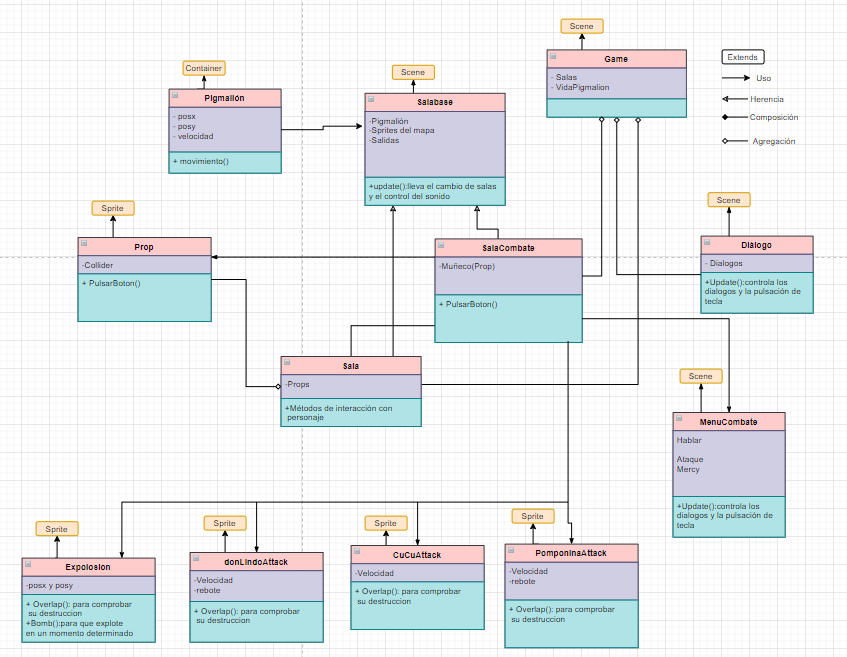 Scene
Game
- Salas
- VidaPigmalion
Extends
Uso
Herencia
Composición
Agregación
Container
Pigmalión
- posx
- posy
- velocidad
+ movimiento()
Scene
Salabase
-Pigmalión
-Sprites del mapa
-Salidas
+update():lleva el cambio de salas
y el control del sonido
Sprite
Prop
-Collider
+ PulsarBoton()
SalaCombate
-Muñeco(Prop)
+ PulsarBoton()
Scene
Diálogo
- Dialogos
+Update():controla los
dialogos y la pulsación de
tecla
Sala
-Props
+Métodos de interacción con
personaje
Scene
MenuCombate
Hablar
Ataque
Mercy
+Update():controla los
dialogos y la pulsación de
tecla
Sprite
Expolosion
-posx y posy
+ Overlap(): para comprobar
su destruccion
+Bomb():para que explote
en un momento determinado
Sprite
donLindoAttack
-Velocidad
-rebote
+ Overlap(): para comprobar
su destruccion
Sprite
CuCuAttack
-Velocidad
+ Overlap(): para comprobar
su destruccion
Sprite
PomponinaAttack
-Velocidad
-rebote
+ Overlap(): para comprobar
su destruccion